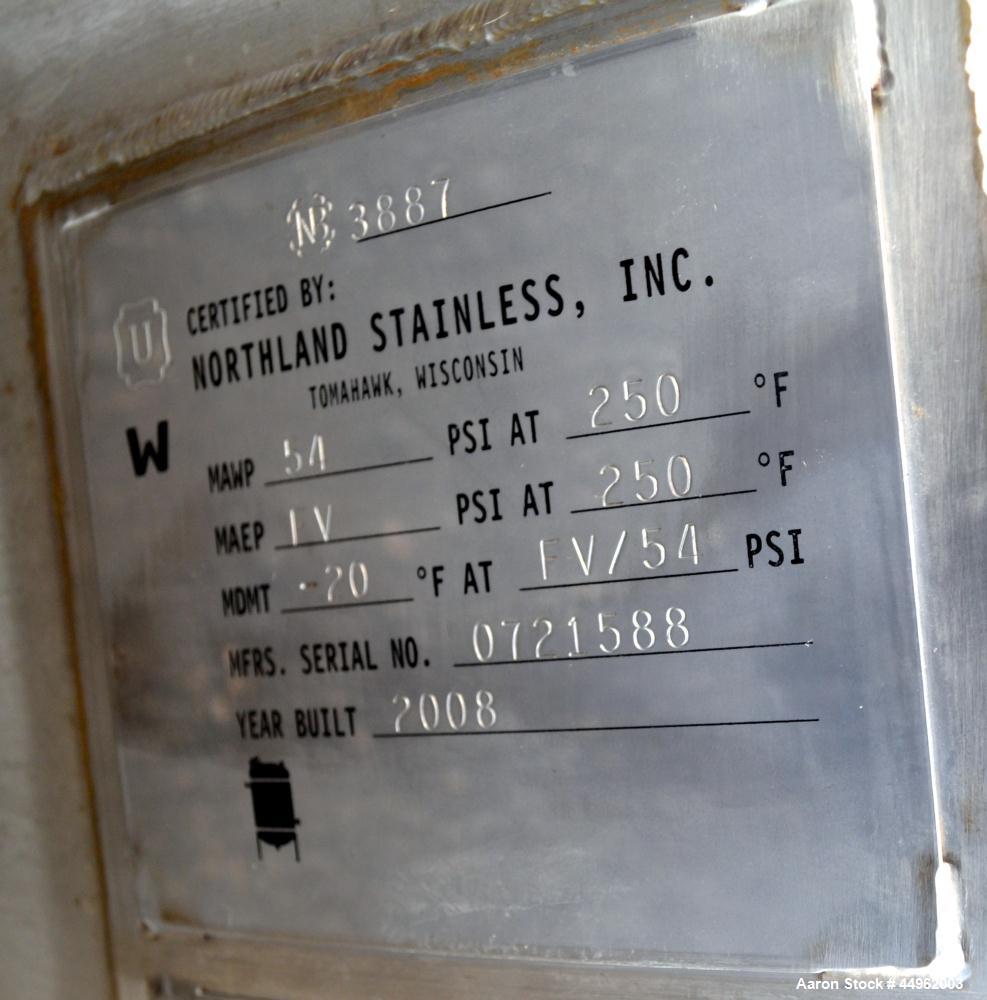 NB 3887
U
CERTIFIED BY:
NORTHLAND STAINLESS, INC.
TOMAHAWK, WISCONSIN
W
MAWP 54 PSI AT 250 °F
MAEP FV PSI AT 250 °F
MDMT -20 °F AT FV/54 PSI
MFRS. SERIAL NO. 0721588
YEAR BUILT 2008
Aaron Stock # 44962003